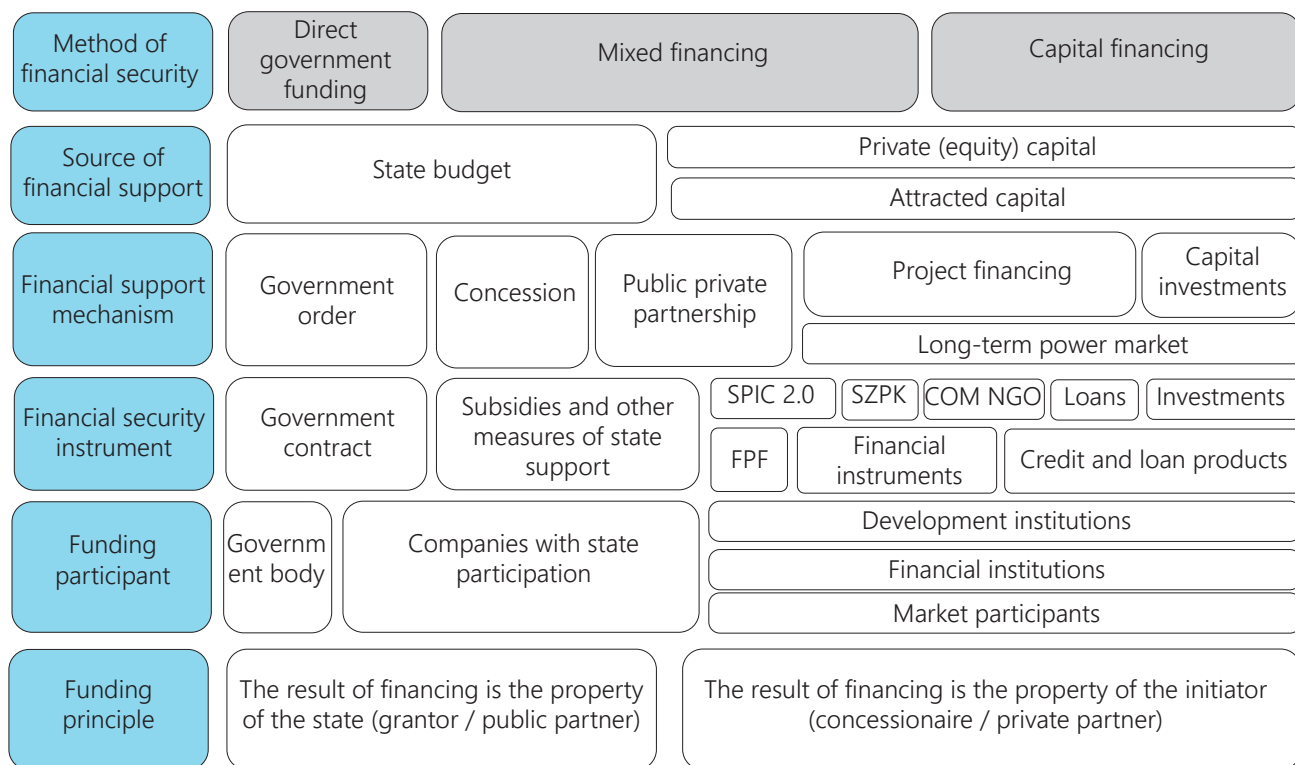 Method of
financial security
Direct
government
funding
Mixed financing
Capital financing
Source of
financial support
State budget
Private (equity) capital
Attracted capital
Financial support
mechanism
Government
order
Concession
Public private
partnership
Project financing
Capital
investments
Long-term power market
Financial security
instrument
Government
contract
Subsidies and other
measures of state
support
SPIC 2.0
SZPK
COM NGO
Loans
Investments
FPF
Financial
instruments
Credit and loan products
Funding
participant
Governm
ent body
Companies with state
participation
Development institutions
Financial institutions
Market participants
Funding
principle
The result of financing is the property
of the state (grantor / public partner)
The result of financing is the property of the initiator
(concessionaire / private partner)